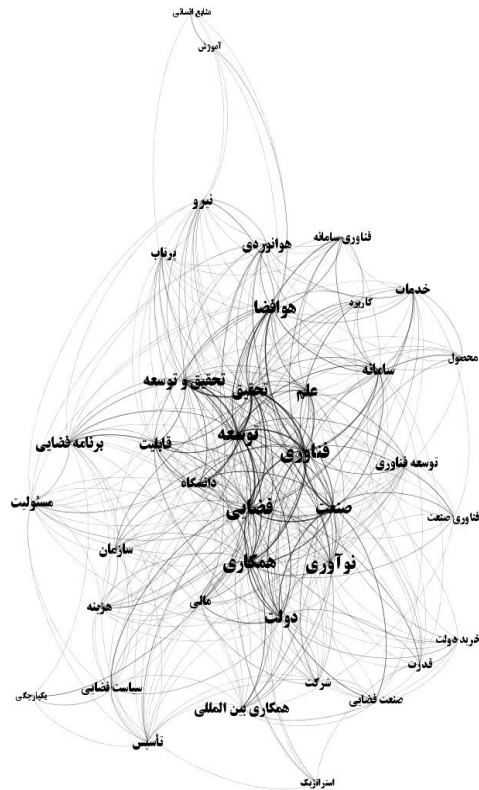 منابع انسانی
آموزش
نیرو
فناوری سامانه
هوانوردی
پرتاب
خدمات
کاربرد
هوافضا
محصول
سامانه
تحقیق و توسعه
تحقیق
علم
توسعه
برنامه فضایی
قابلیت
فناوری
توسعه فناوری
دانشگاه
مسئولیت
فضایی
صنعت
فناوری صنعت
سازمان
همکاری
نوآوری
مالی
هزینه
دولت
خرید دولت
قدرت
شرکت
سیاست فضایی
یکپارچگی
صنعت فضایی
همکاری بین المللی
تأسیس
استراتژیک